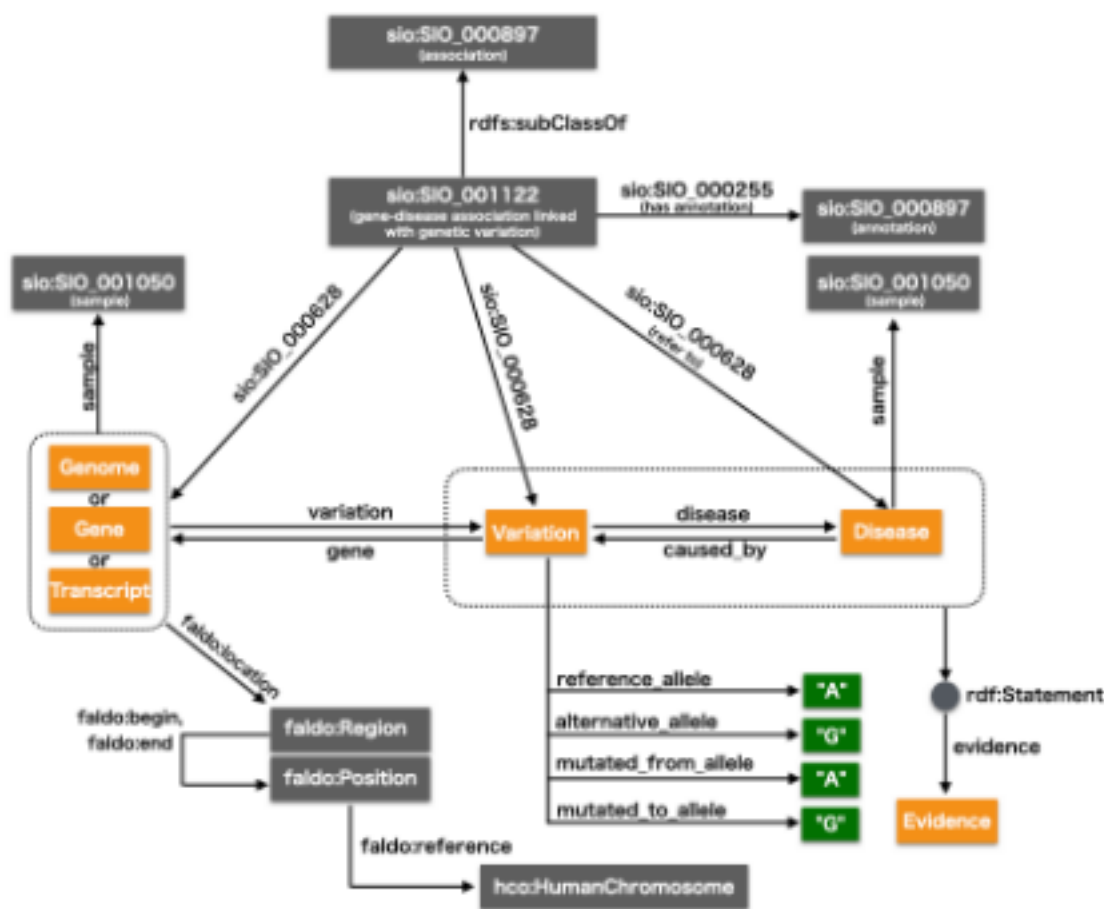 sio:SIO_000897
(association)
rdfs:subClassOf
sio:SIO_001122
(gene-disease association linked
with genetic variation)
sio:SIO_000255
(has annotation)
sio:SIO_000897
(annotation)
sio:SIO_001050
(sample)
sio:SIO_001050
(sample)
sample
sio:SIO_000628
sio:SIO_000628
sio:SIO_000628
(refer to)
sample
Genome
or
Gene
or
Transcript
variation
gene
Variation
disease
caused_by
Disease
faldo:location
faldo:begin,
faldo:end
faldo:Region
faldo:Position
faldo:reference
hco:HumanChromosome
reference_allele
"A"
alternative_allele
"G"
mutated_from_allele
"A"
mutated_to_allele
"G"
rdf:Statement
evidence
Evidence